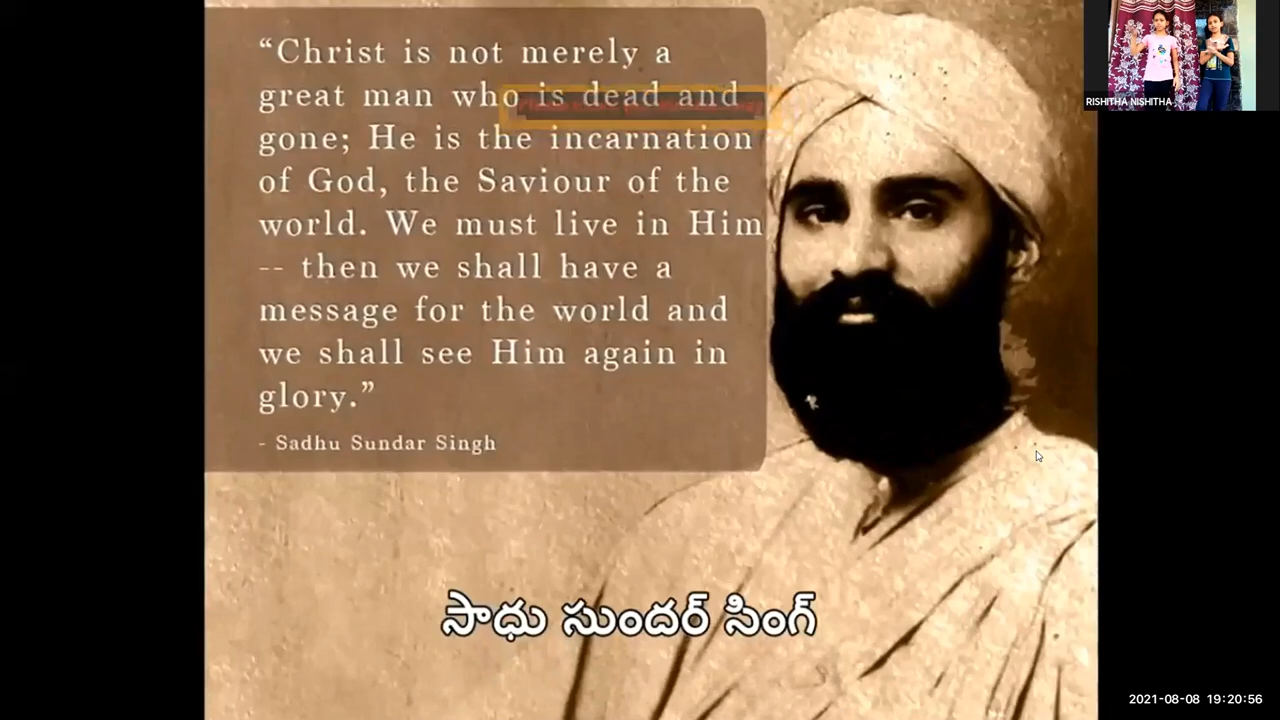 “Christ is not merely a
great man who is dead and
gone; He is the incarnation
of God, the Saviour of the
world. We must live in Him
-- then we shall have a
message for the world and
we shall see Him again in
glory.”
- Sadhu Sundar Singh
సాధు సుందర్ సింగ్
RISHITHA NISHITHA
2021-08-08 19:20:56